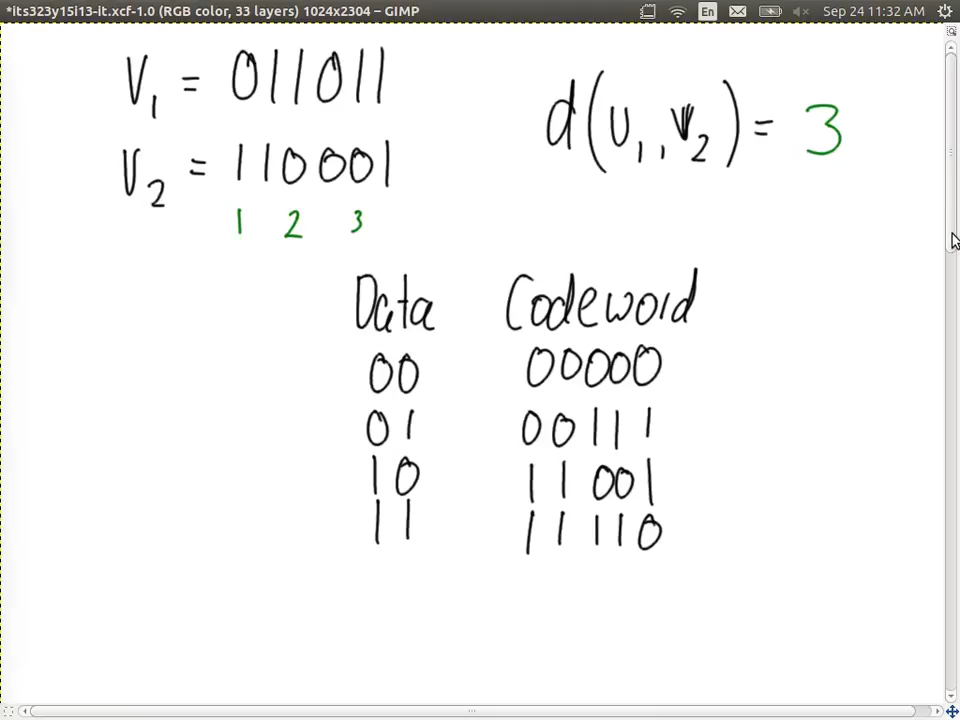 *its323y15i13-it.xcf-1.0 (RGB color, 33 layers) 1024x2304 – GIMP En Sep 24 11:32 AM
V1 = 011011
d(v1,v2) = 3
V2 = 110001
1 2 3
Data Codeword
00 00000
01 00111
10 11001
11 11110